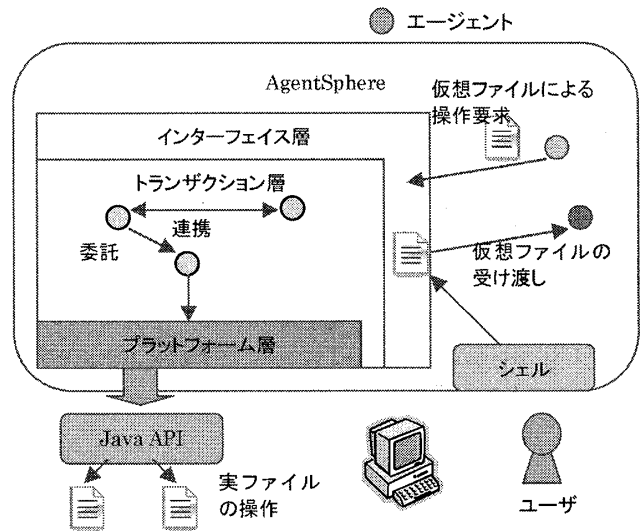 エージェント
AgentSphere
仮想ファイルによる
操作要求
インターフェイス層
トランザクション層
連携
委託
仮想ファイルの
受け渡し
プラットフォーム層
シェル
Java API
実ファイル
の操作
ユーザ